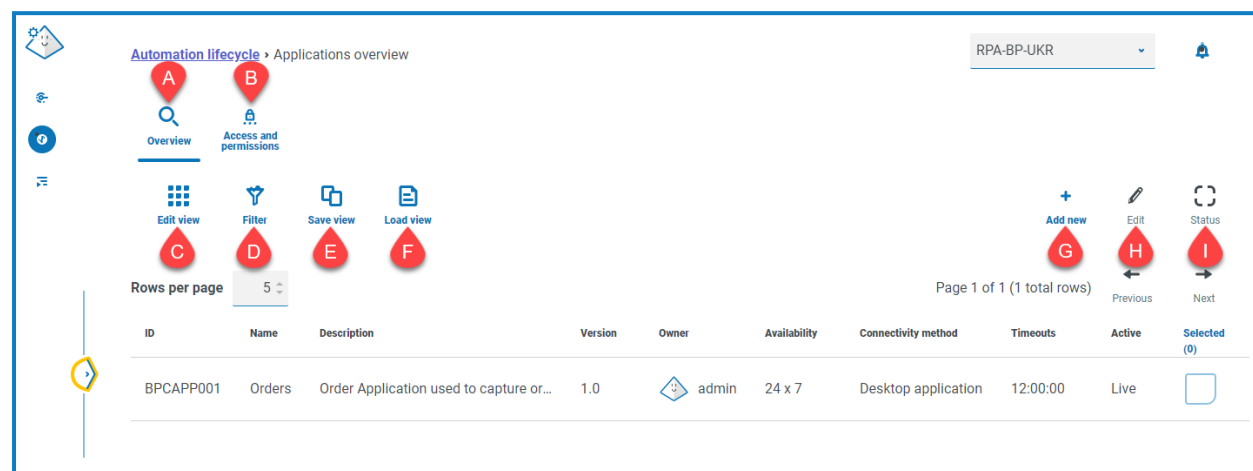 Automation lifecycle › Applications overview
RPA-BP-UKR
A B
Overview
Access and
permissions
Edit view Filter Save view Load view
Add new Edit Status
C D E F G H I
Rows per page 5
Page 1 of 1 (1 total rows)
Previous Next
ID Name Description Version Owner Availability Connectivity method Timeouts Active Selected
(0)
BPCAPP001 Orders Order Application used to capture or... 1.0 admin 24 x 7 Desktop application 12:00:00 Live